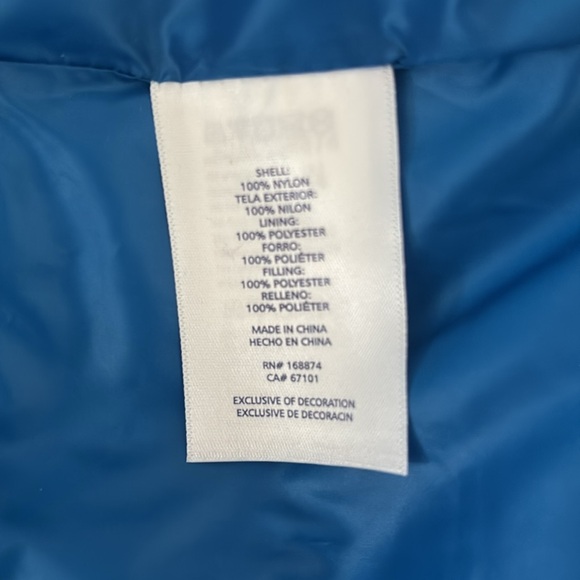 SHELL:
100% NYLON
TELA EXTERIOR:
100% NILON
LINING:
100% POLYESTER
FORRO:
100% POLIÉTER
FILLING:
100% POLYESTER
RELLENO:
100% POLIÉTER
MADE IN CHINA
HECHO EN CHINA
RN# 168874
CA# 67101
EXCLUSIVE OF DECORATION
EXCLUSIVE DE DECORACIN